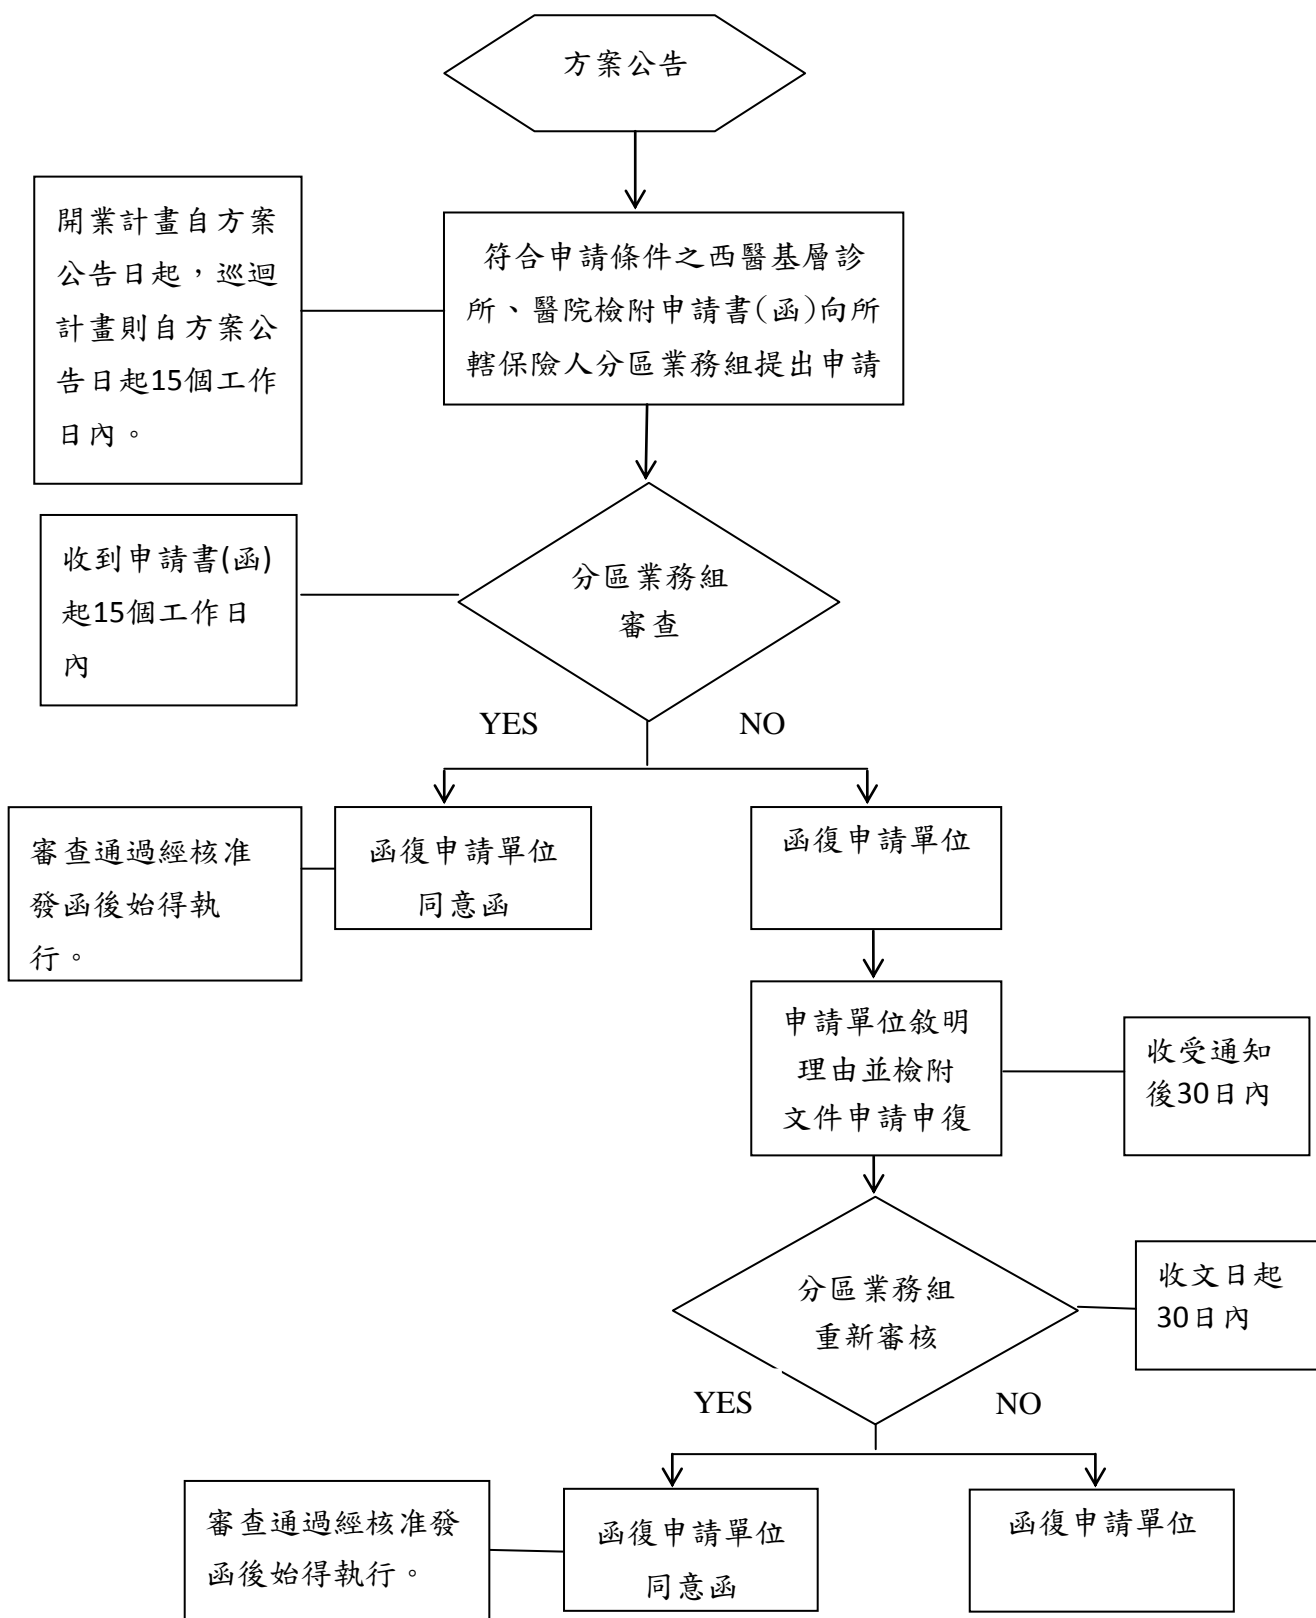 方案公告
開業計畫自方案
公告日起，巡迴
計畫則自方案公
告日起15個工作
日內。
符合申請條件之西醫基層診
所、醫院檢附申請書(函)向所
轄保險人分區業務組提出申請
收到申請書(函)
起15個工作日
內
分區業務組
審查
YES
NO
審查通過經核准
發函後始得執
行。
函復申請單位
同意函
函復申請單位
申請單位敘明
理由並檢附
文件申請申復
收受通知
後30日內
分區業務組
重新審核
收文日起
30日內
YES
NO
審查通過經核准發
函後始得執行。
函復申請單位
同意函
函復申請單位